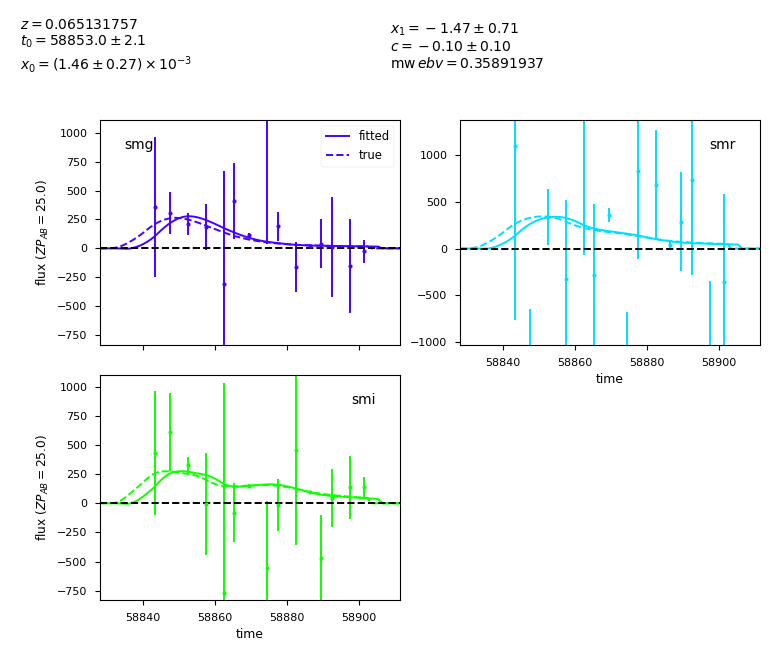 z = 0.065131757
t₀ = 58853.0 ± 2.1
x₀ = (1.46 ± 0.27) × 10⁻³
x₁ = −1.47 ± 0.71
c = −0.10 ± 0.10
mw ebv = 0.35891937
smg
fitted
true
1000
750
500
250
0
−250
−500
−750
flux (ZP_AB = 25.0)
smr
1000
500
0
−500
−1000
58840 58860 58880 58900
time
smi
1000
750
500
250
0
−250
−500
−750
flux (ZP_AB = 25.0)
58840 58860 58880 58900
time